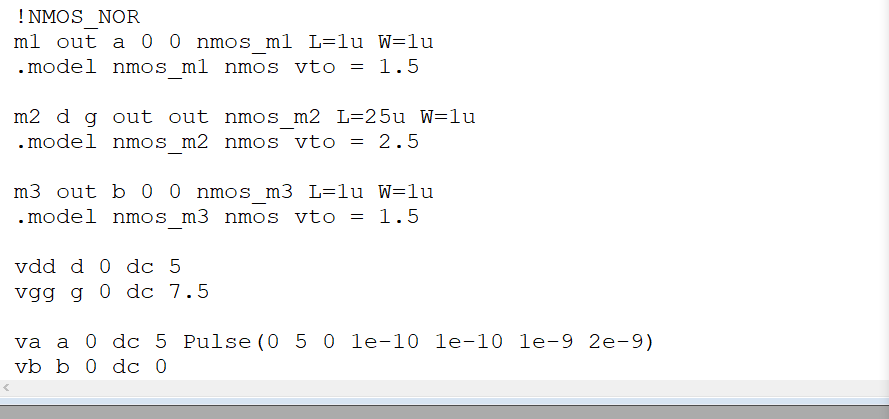 !NMOS_NOR
m1 out a 0 0 nmos_m1 L=1u W=1u
.model nmos_m1 nmos vto = 1.5
m2 d g out out nmos_m2 L=25u W=1u
.model nmos_m2 nmos vto = 2.5
m3 out b 0 0 nmos_m3 L=1u W=1u
.model nmos_m3 nmos vto = 1.5
vdd d 0 dc 5
vgg g 0 dc 7.5
va a 0 dc 5 Pulse(0 5 0 1e-10 1e-10 1e-9 2e-9)
vb b 0 dc 0